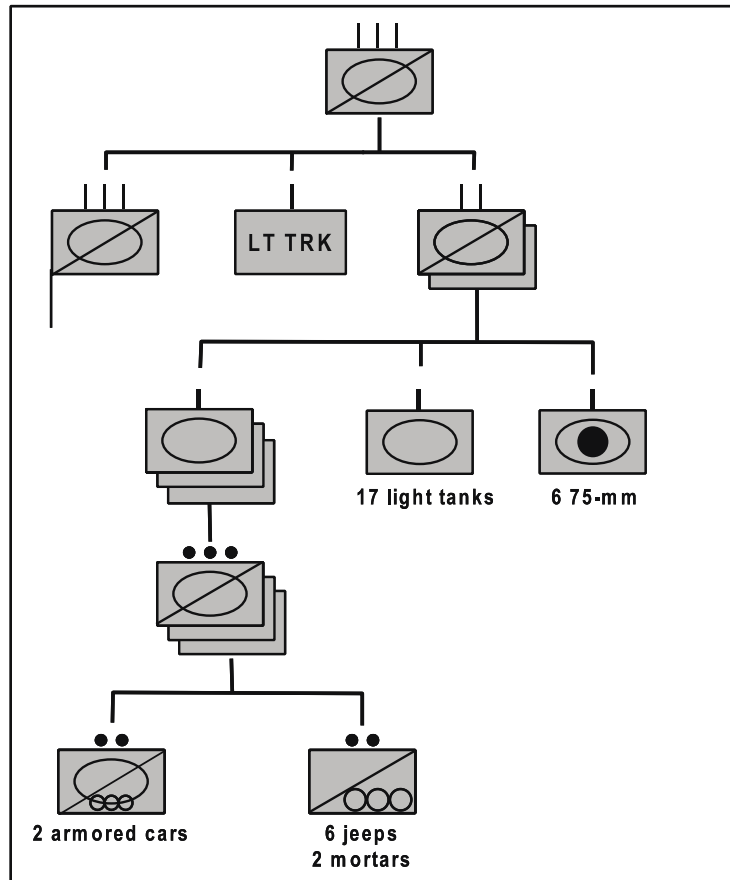 LT TRK
17 light tanks
6 75-mm
2 armored cars
6 jeeps
2 mortars